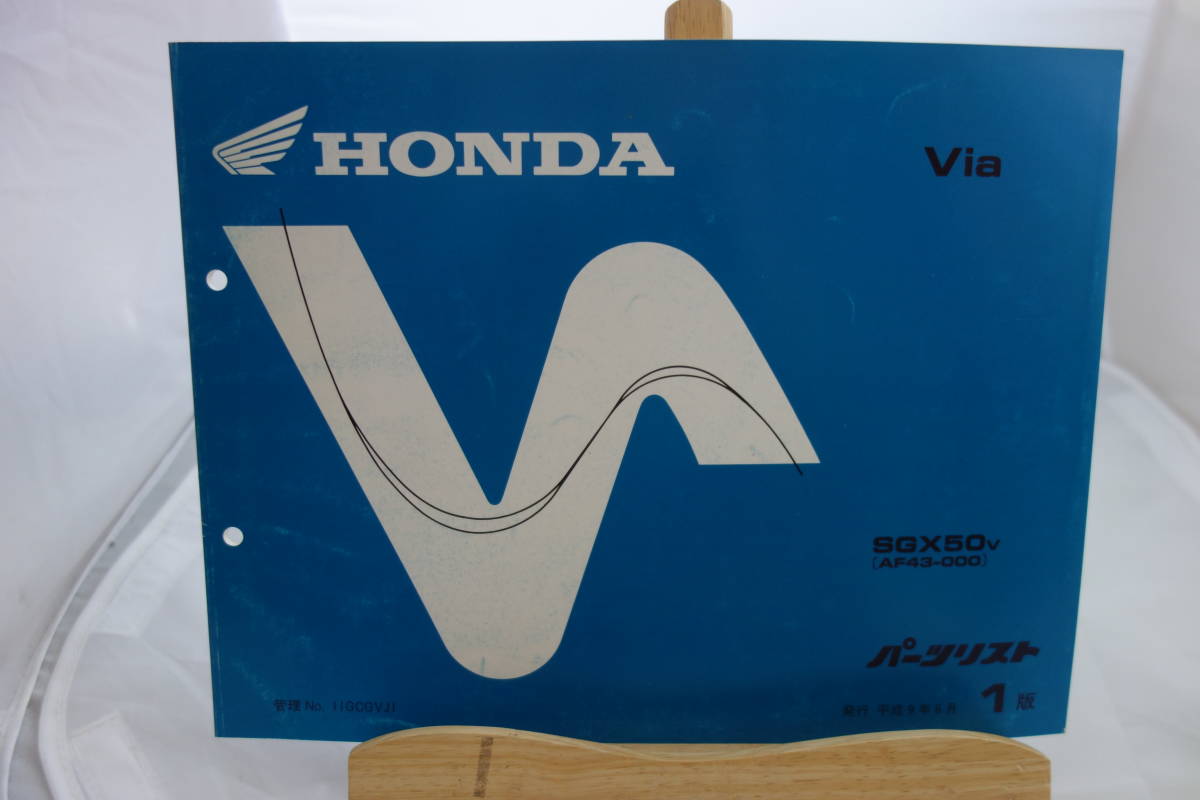 HONDA
Via
SGX50V
[AF43-000]
パーツリスト
管理 No. 11GCGVJ1
発行 平成9年6月 1版